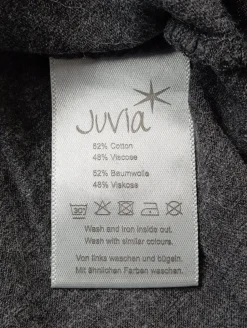 Juvia
52% Cotton
48% Viscose
52% Baumwolle
48% Viskose
30°
Wash and iron inside out.
Wash with similar colours.
Von links waschen und bügeln.
Mit ähnlichen Farben waschen.